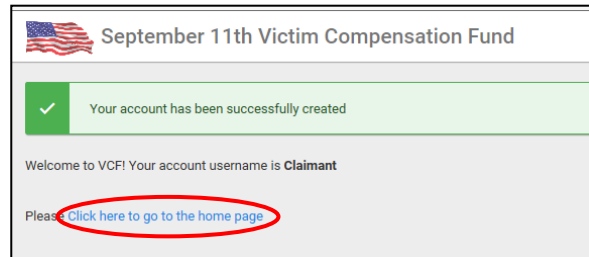 September 11th Victim Compensation Fund
Your account has been successfully created
Welcome to VCF! Your account username is Claimant
Please Click here to go to the home page